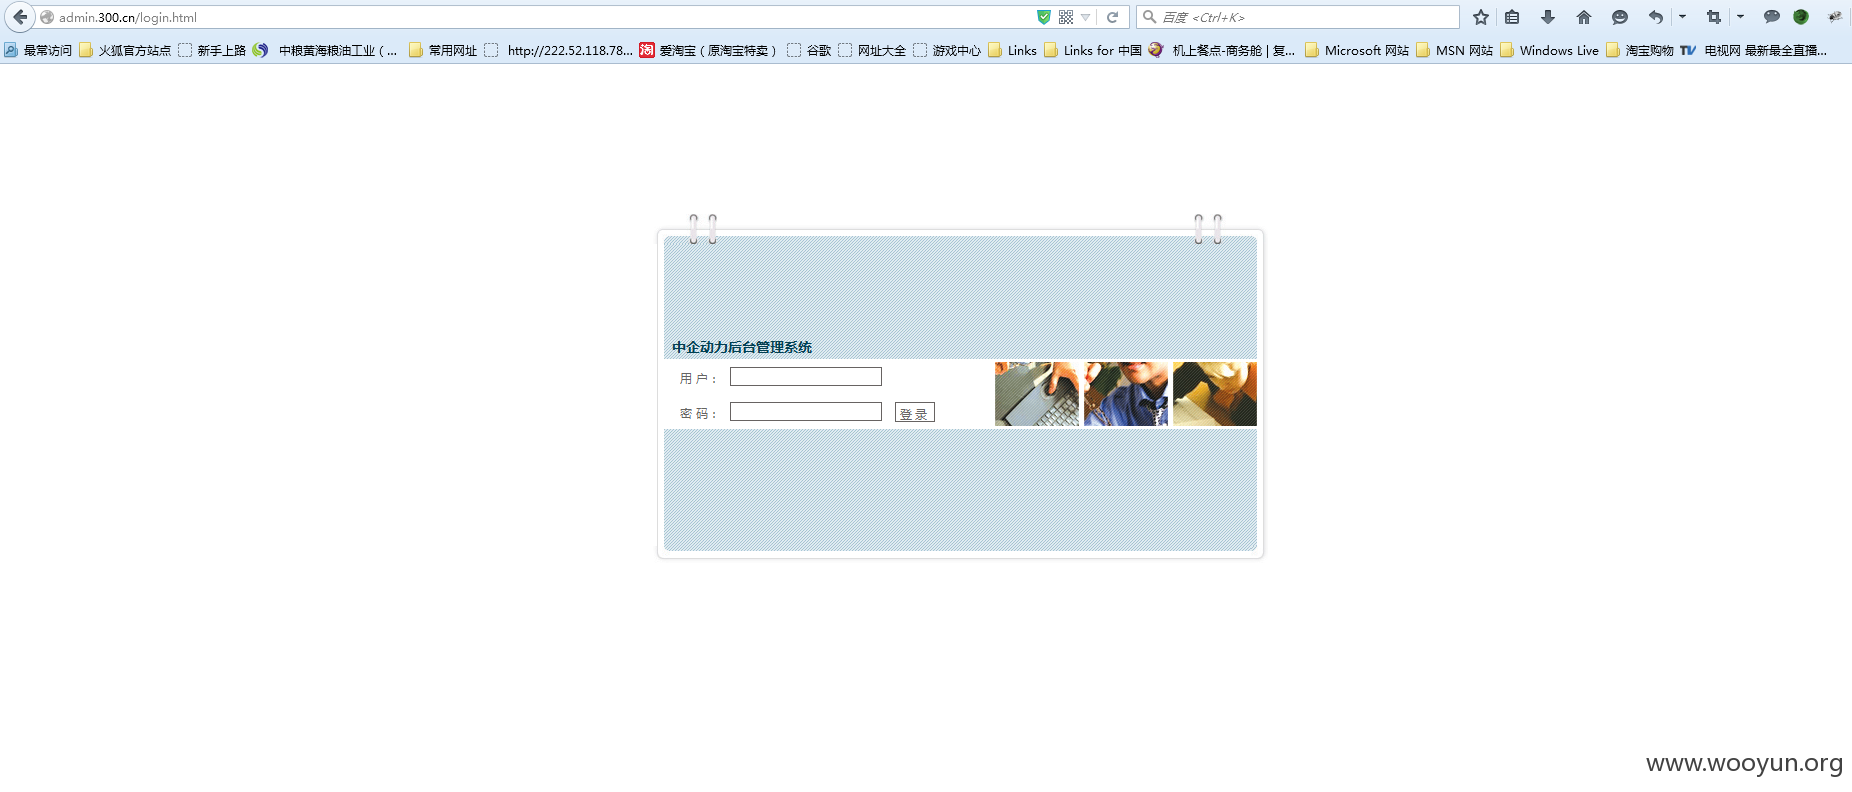 admin.300.cn/login.html
百度 <Ctrl+K>
最常访问 火狐官方站点 新手上路 中粮黄海粮油工业（... 常用网址 http://222.52.118.78... 爱淘宝（原淘宝特卖） 谷歌 网址大全 游戏中心 Links Links for 中国 机上餐点-商务舱 | 复... Microsoft 网站 MSN 网站 Windows Live 淘宝购物 电视网 最新最全直播...
中企动力后台管理系统
用 户：
密 码：
登 录
www.wooyun.org